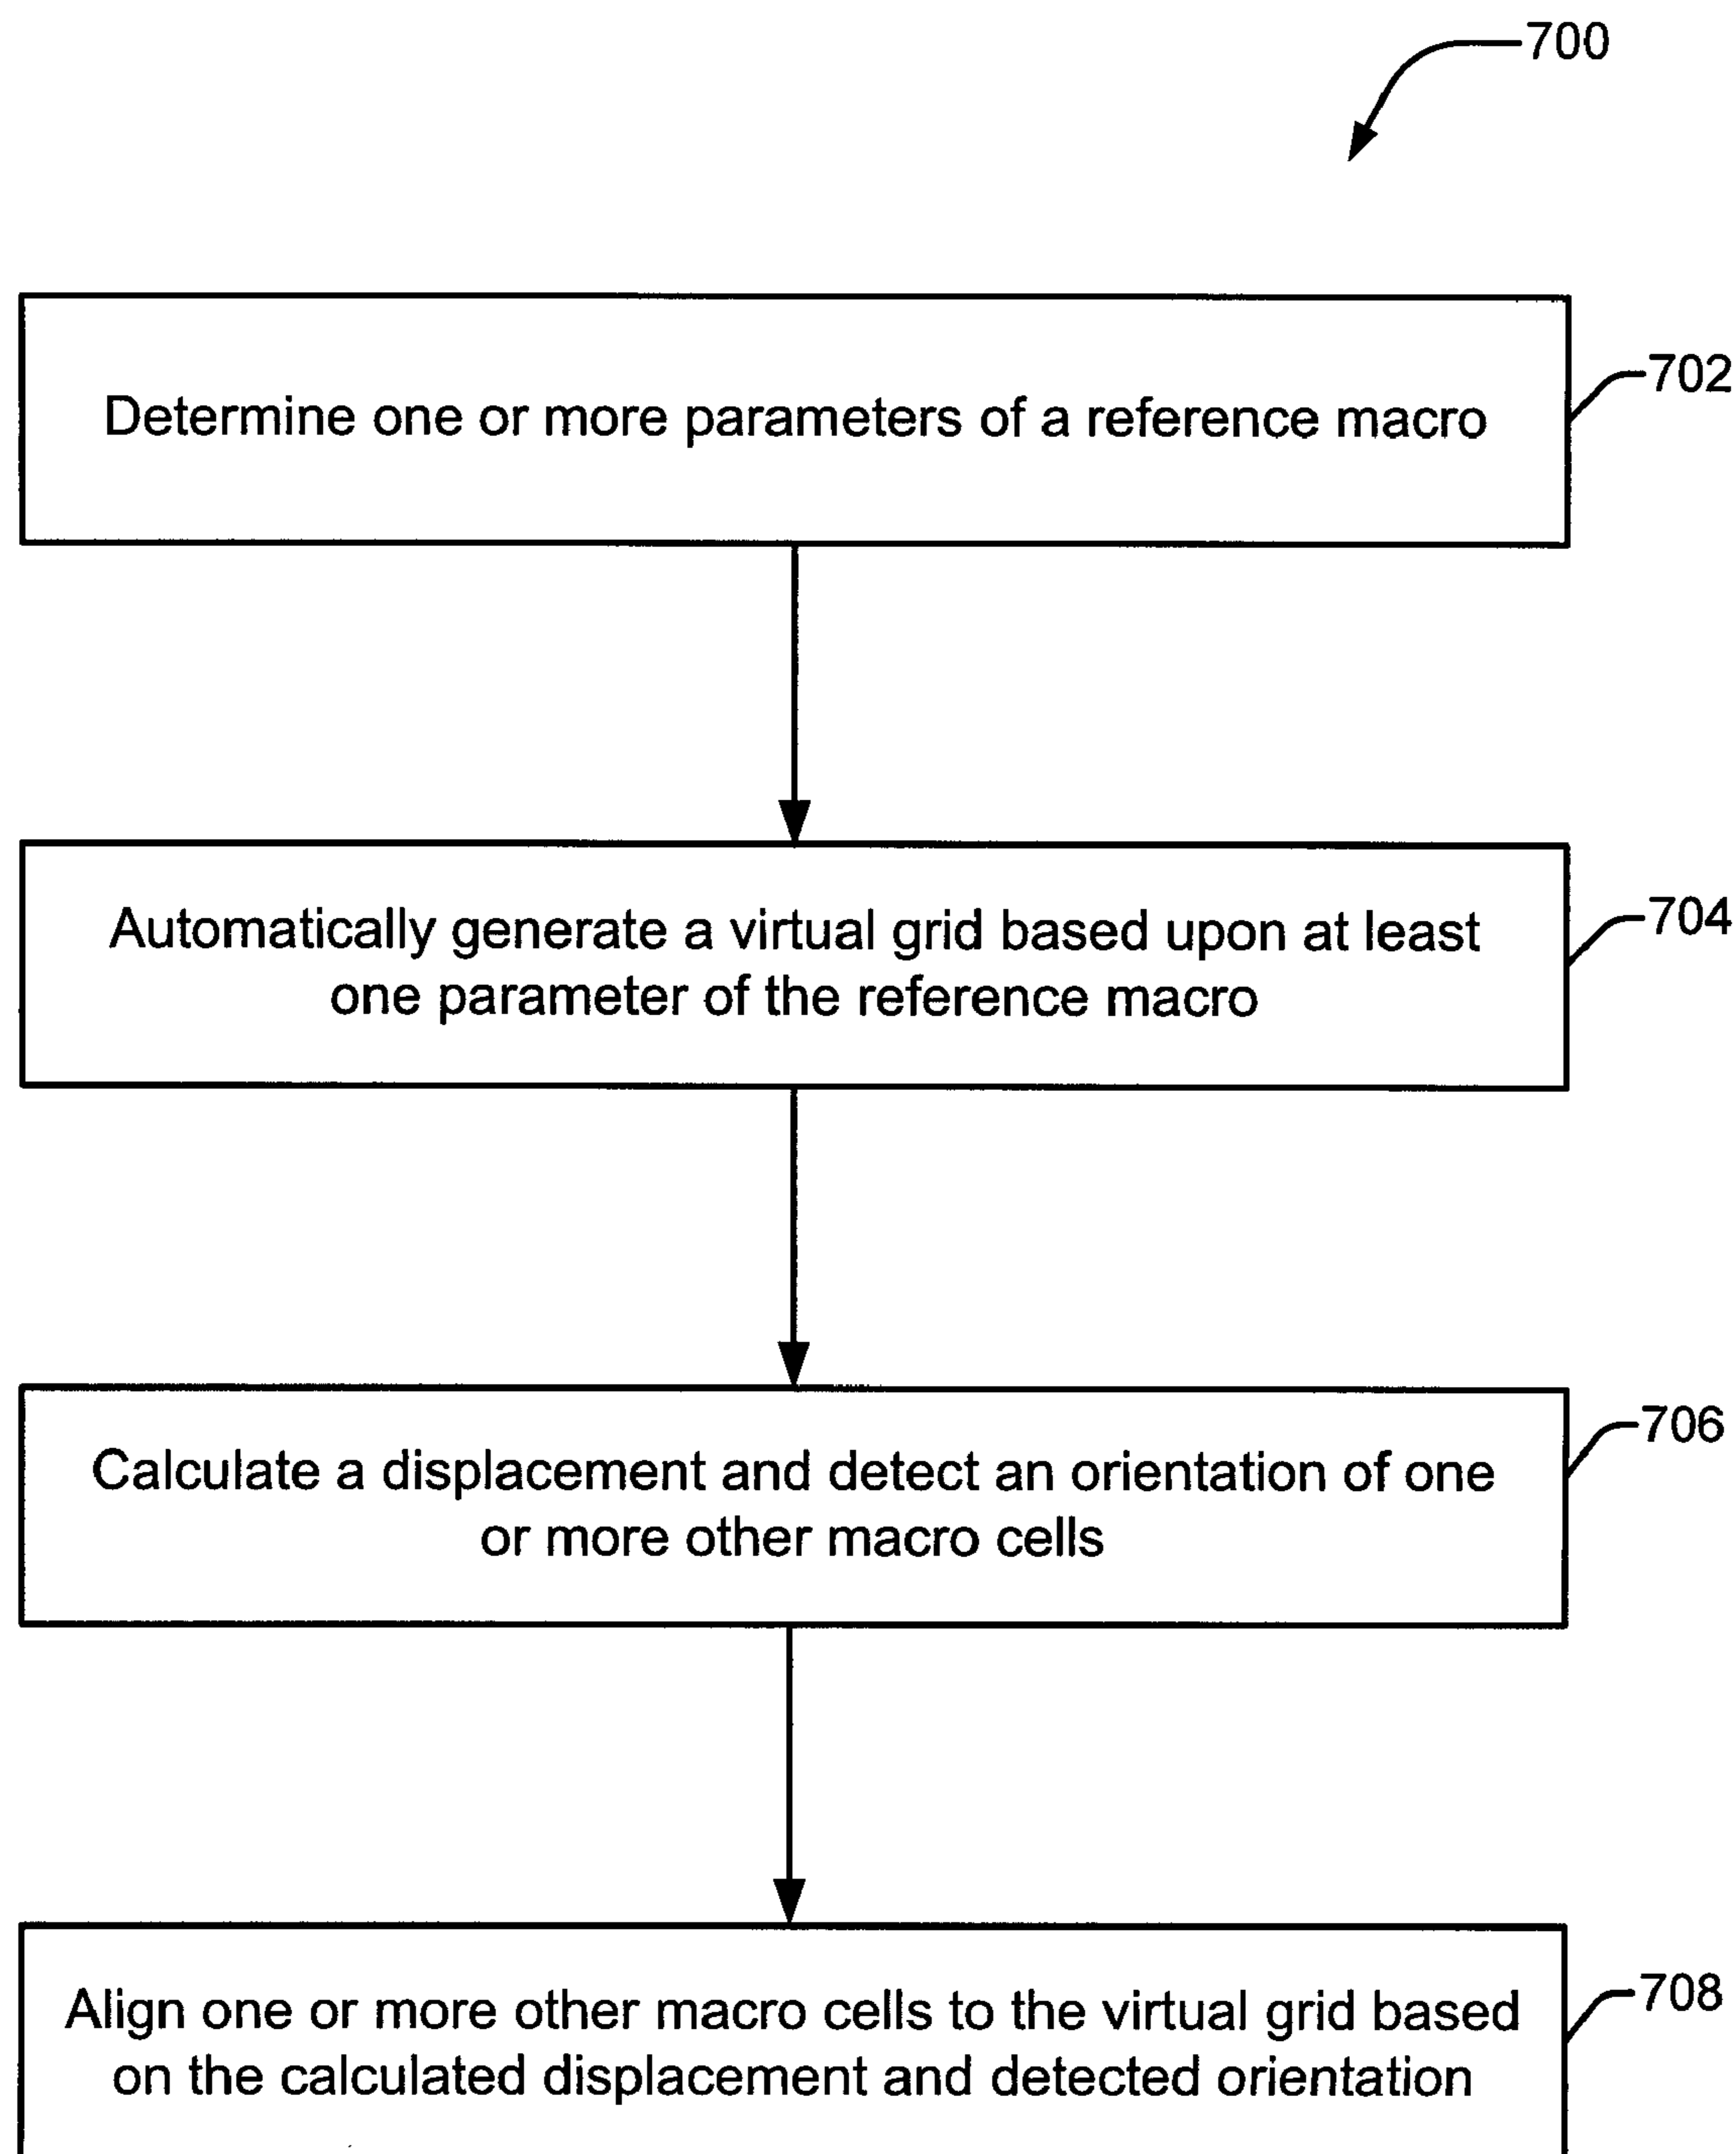 700
Determine one or more parameters of a reference macro
702
Automatically generate a virtual grid based upon at least
one parameter of the reference macro
704
Calculate a displacement and detect an orientation of one
or more other macro cells
706
Align one or more other macro cells to the virtual grid based
on the calculated displacement and detected orientation
708